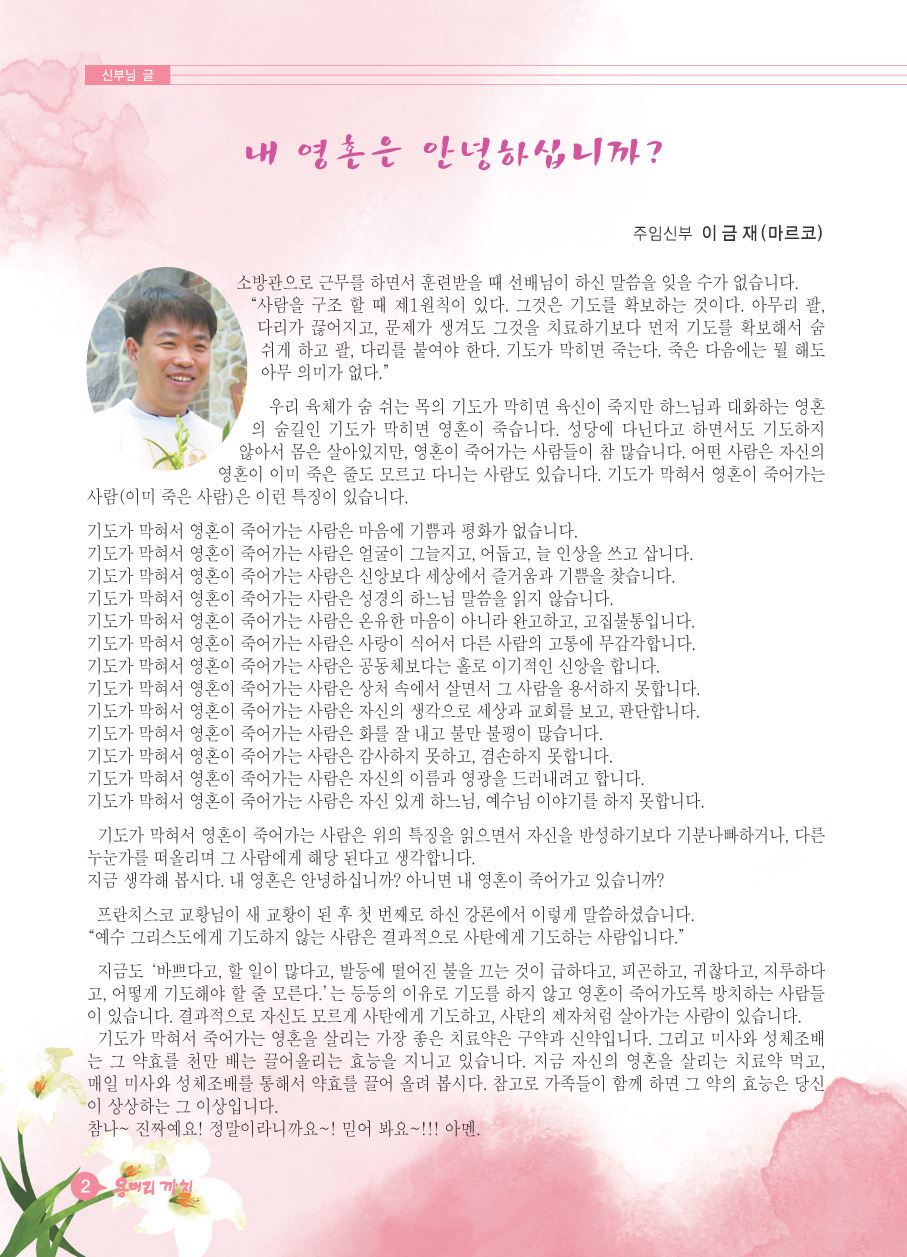 신부님 글
내 영혼은 안녕하십니까?
주임신부 이금재(마르코)
소방관으로 근무를 하면서 훈련받을 때 선배님이 하신 말씀을 잊을 수가 없습니다.
“사람을 구조 할 때 제1원칙이 있다. 그것은 기도를 확보하는 것이다. 아무리 팔,
다리가 끊어지고, 문제가 생겨도 그것을 치료하기보다 먼저 기도를 확보해서 숨
쉬게 하고 팔, 다리를 붙여야 한다. 기도가 막히면 죽는다. 죽은 다음에는 뭘 해도
아무 의미가 없다.”
우리 육체가 숨 쉬는 목의 기도가 막히면 육신이 죽지만 하느님과 대화하는 영혼
의 숨길인 기도가 막히면 영혼이 죽습니다. 성당에 다닌다고 하면서도 기도하지
않아서 몸은 살아있지만, 영혼이 죽어가는 사람들이 참 많습니다. 어떤 사람은 자신의
영혼이 이미 죽은 줄도 모르고 다니는 사람도 있습니다. 기도가 막혀서 영혼이 죽어가는
사람(이미 죽은 사람)은 이런 특징이 있습니다.
기도가 막혀서 영혼이 죽어가는 사람은 마음에 기쁨과 평화가 없습니다.
기도가 막혀서 영혼이 죽어가는 사람은 얼굴이 그늘지고, 어둡고, 늘 인상을 쓰고 삽니다.
기도가 막혀서 영혼이 죽어가는 사람은 신앙보다 세상에서 즐거움과 기쁨을 찾습니다.
기도가 막혀서 영혼이 죽어가는 사람은 성경의 하느님 말씀을 읽지 않습니다.
기도가 막혀서 영혼이 죽어가는 사람은 온유한 마음이 아니라 완고하고, 고집불통입니다.
기도가 막혀서 영혼이 죽어가는 사람은 사랑이 식어서 다른 사람의 고통에 무감각합니다.
기도가 막혀서 영혼이 죽어가는 사람은 공동체보다는 홀로 이기적인 신앙을 합니다.
기도가 막혀서 영혼이 죽어가는 사람은 상처 속에서 살면서 그 사람을 용서하지 못합니다.
기도가 막혀서 영혼이 죽어가는 사람은 자신의 생각으로 세상과 교회를 보고, 판단합니다.
기도가 막혀서 영혼이 죽어가는 사람은 화를 잘 내고 불만 불평이 많습니다.
기도가 막혀서 영혼이 죽어가는 사람은 감사하지 못하고, 겸손하지 못합니다.
기도가 막혀서 영혼이 죽어가는 사람은 자신의 이름과 영광을 드러내려고 합니다.
기도가 막혀서 영혼이 죽어가는 사람은 자신 있게 하느님, 예수님 이야기를 하지 못합니다.
기도가 막혀서 영혼이 죽어가는 사람은 위의 특징을 읽으면서 자신을 반성하기보다 기분나빠하거나, 다른
누눈가를 떠올리며 그 사람에게 해당 된다고 생각합니다.
지금 생각해 봅시다. 내 영혼은 안녕하십니까? 아니면 내 영혼이 죽어가고 있습니까?
프란치스코 교황님이 새 교황이 된 후 첫 번째로 하신 강론에서 이렇게 말씀하셨습니다.
“예수 그리스도에게 기도하지 않는 사람은 결과적으로 사탄에게 기도하는 사람입니다.”
지금도 ‘바쁘다고, 할 일이 많다고, 발등에 떨어진 불을 끄는 것이 급하다고, 피곤하고, 귀찮다고, 지루하다
고, 어떻게 기도해야 할 줄 모른다.’는 등등의 이유로 기도를 하지 않고 영혼이 죽어가도록 방치하는 사람들
이 있습니다. 결과적으로 자신도 모르게 사탄에게 기도하고, 사탄의 제자처럼 살아가는 사람이 있습니다.
기도가 막혀서 죽어가는 영혼을 살리는 가장 좋은 치료약은 구약과 신약입니다. 그리고 미사와 성체조배
는 그 약효를 천만 배는 끌어올리는 효능을 지니고 있습니다. 지금 자신의 영혼을 살리는 치료약 먹고,
매일 미사와 성체조배를 통해서 약효를 끌어 올려 봅시다. 참고로 가족들이 함께 하면 그 약의 효능은 당신
이 상상하는 그 이상입니다.
참나~ 진짜예요! 정말이라니까요~! 믿어 봐요~!!! 아멘.
2 용머리 까치